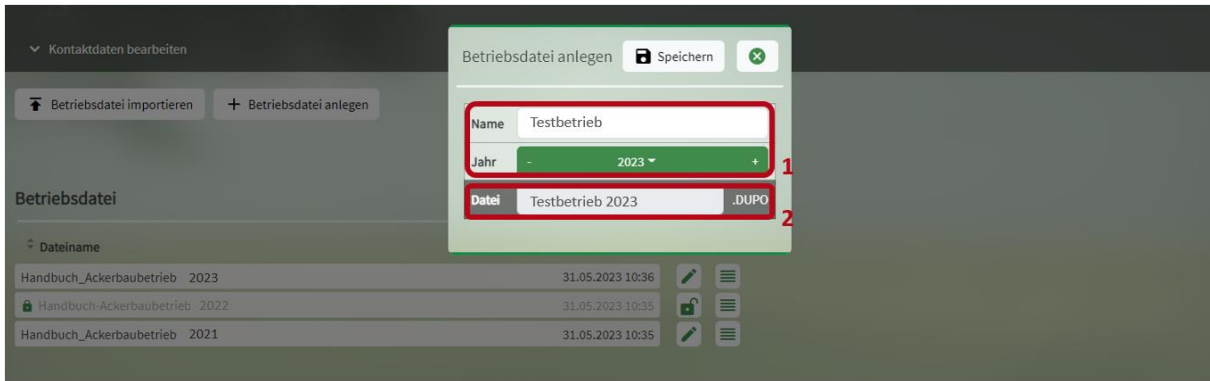 Kontaktdaten bearbeiten
Betriebsdatei anlegen Speichern
Betriebsdatei importieren + Betriebsdatei anlegen
Name Testbetrieb
Jahr - 2023 +
1
Betriebsdatei
Datei Testbetrieb 2023 .DUPO
2
Dateiname
Handbuch_Ackerbaubetrieb 2023 31.05.2023 10:36
Handbuch-Ackerbaubetrieb 2022 31.05.2023 10:35
Handbuch_Ackerbaubetrieb 2021 31.05.2023 10:35